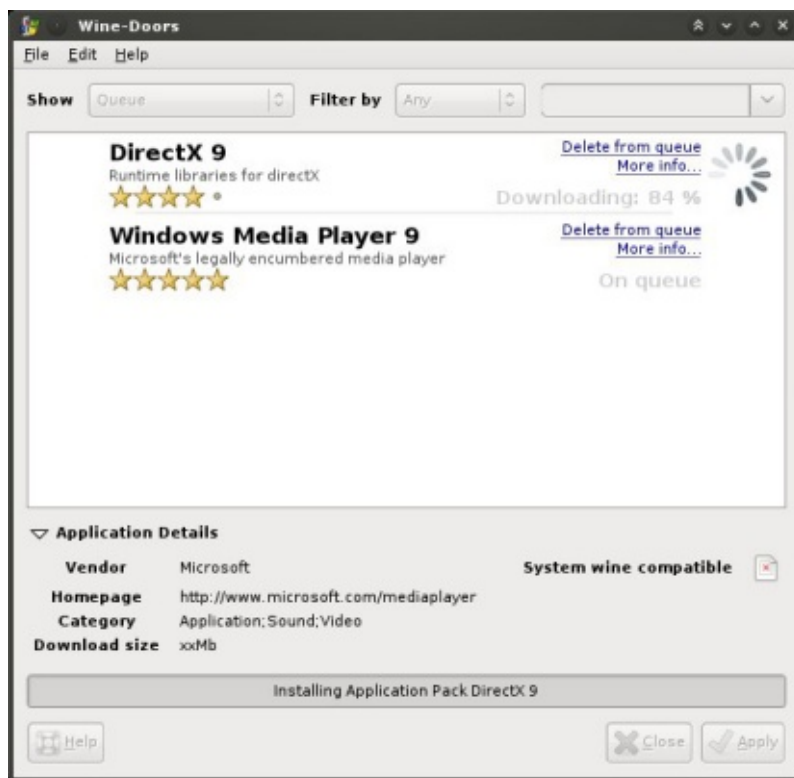 Wine-Doors
File Edit Help
Show Queue Filter by Any
DirectX 9 Delete from queue
Runtime libraries for directX More info...
Downloading: 84 %
Windows Media Player 9 Delete from queue
Microsoft's legally encumbered media player More info...
On queue
Application Details
Vendor Microsoft System wine compatible
Homepage http://www.microsoft.com/mediaplayer
Category Application;Sound;Video
Download size xxMb
Installing Application Pack DirectX 9
Help Close Apply